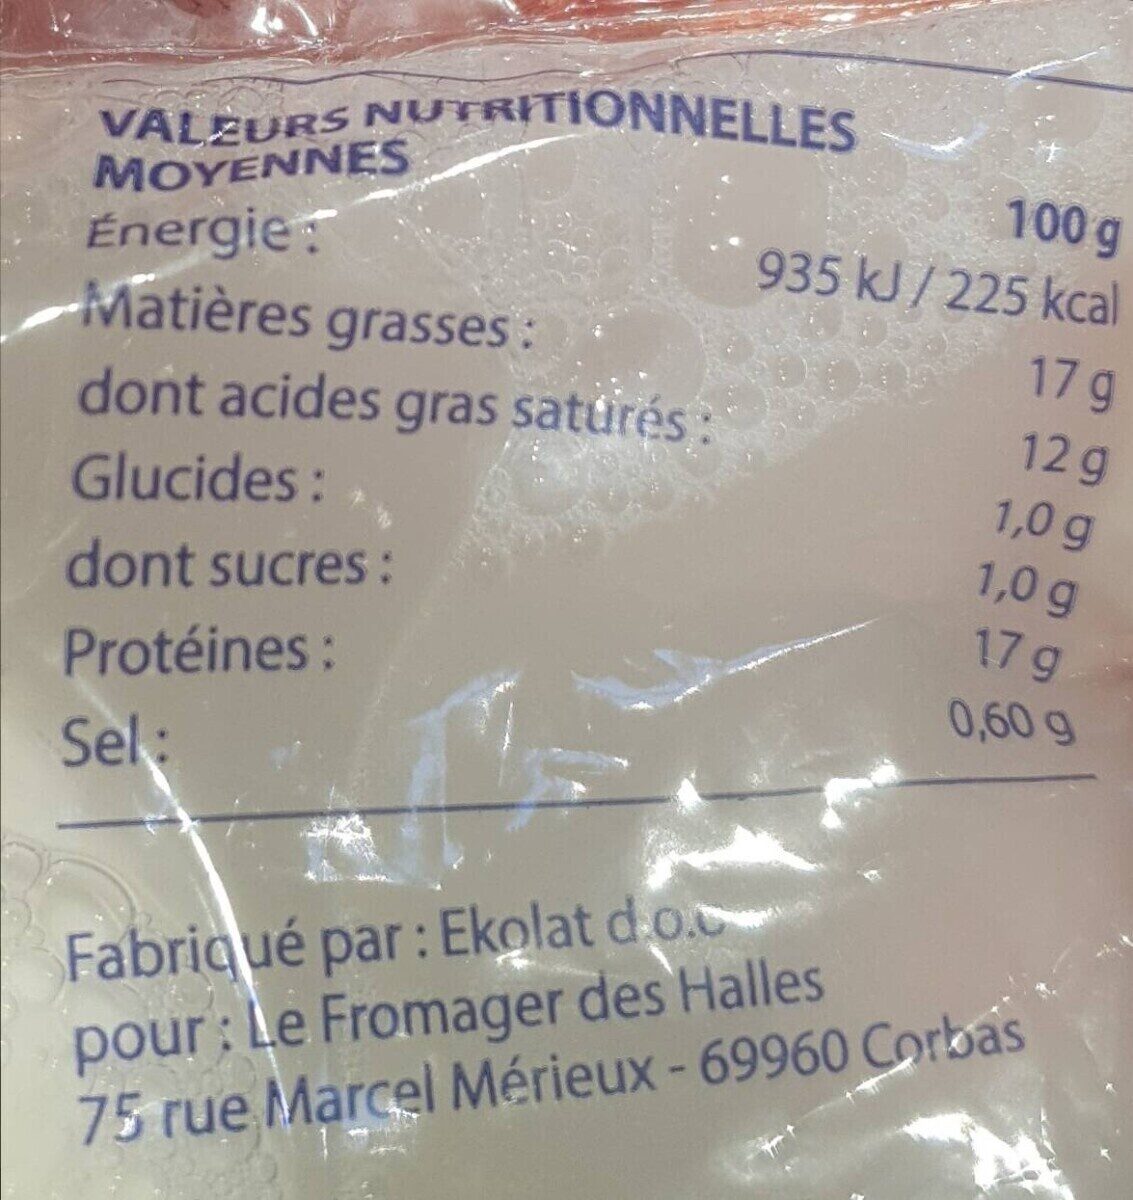 VALEURS NUTRITIONNELLES
MOYENNES
100 g
Énergie : 935 kJ / 225 kcal
Matières grasses : 17 g
dont acides gras saturés : 12 g
Glucides : 1,0 g
dont sucres : 1,0 g
Protéines : 17 g
Sel : 0,60 g
Fabriqué par : Ekolat d.o.o
pour : Le Fromager des Halles
75 rue Marcel Mérieux - 69960 Corbas